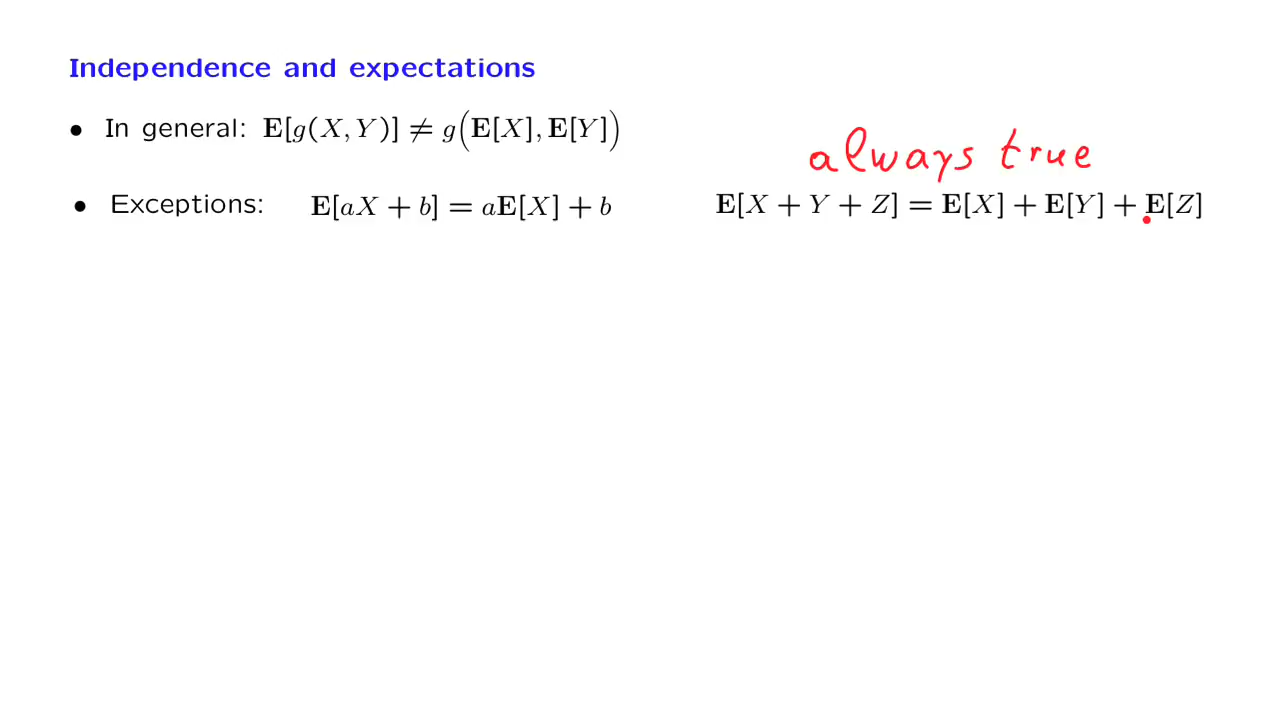 Independence and expectations
• In general: E[g(X, Y)] ≠ g(E[X], E[Y])
always true
• Exceptions: E[aX + b] = aE[X] + b E[X + Y + Z] = E[X] + E[Y] + E[Z]